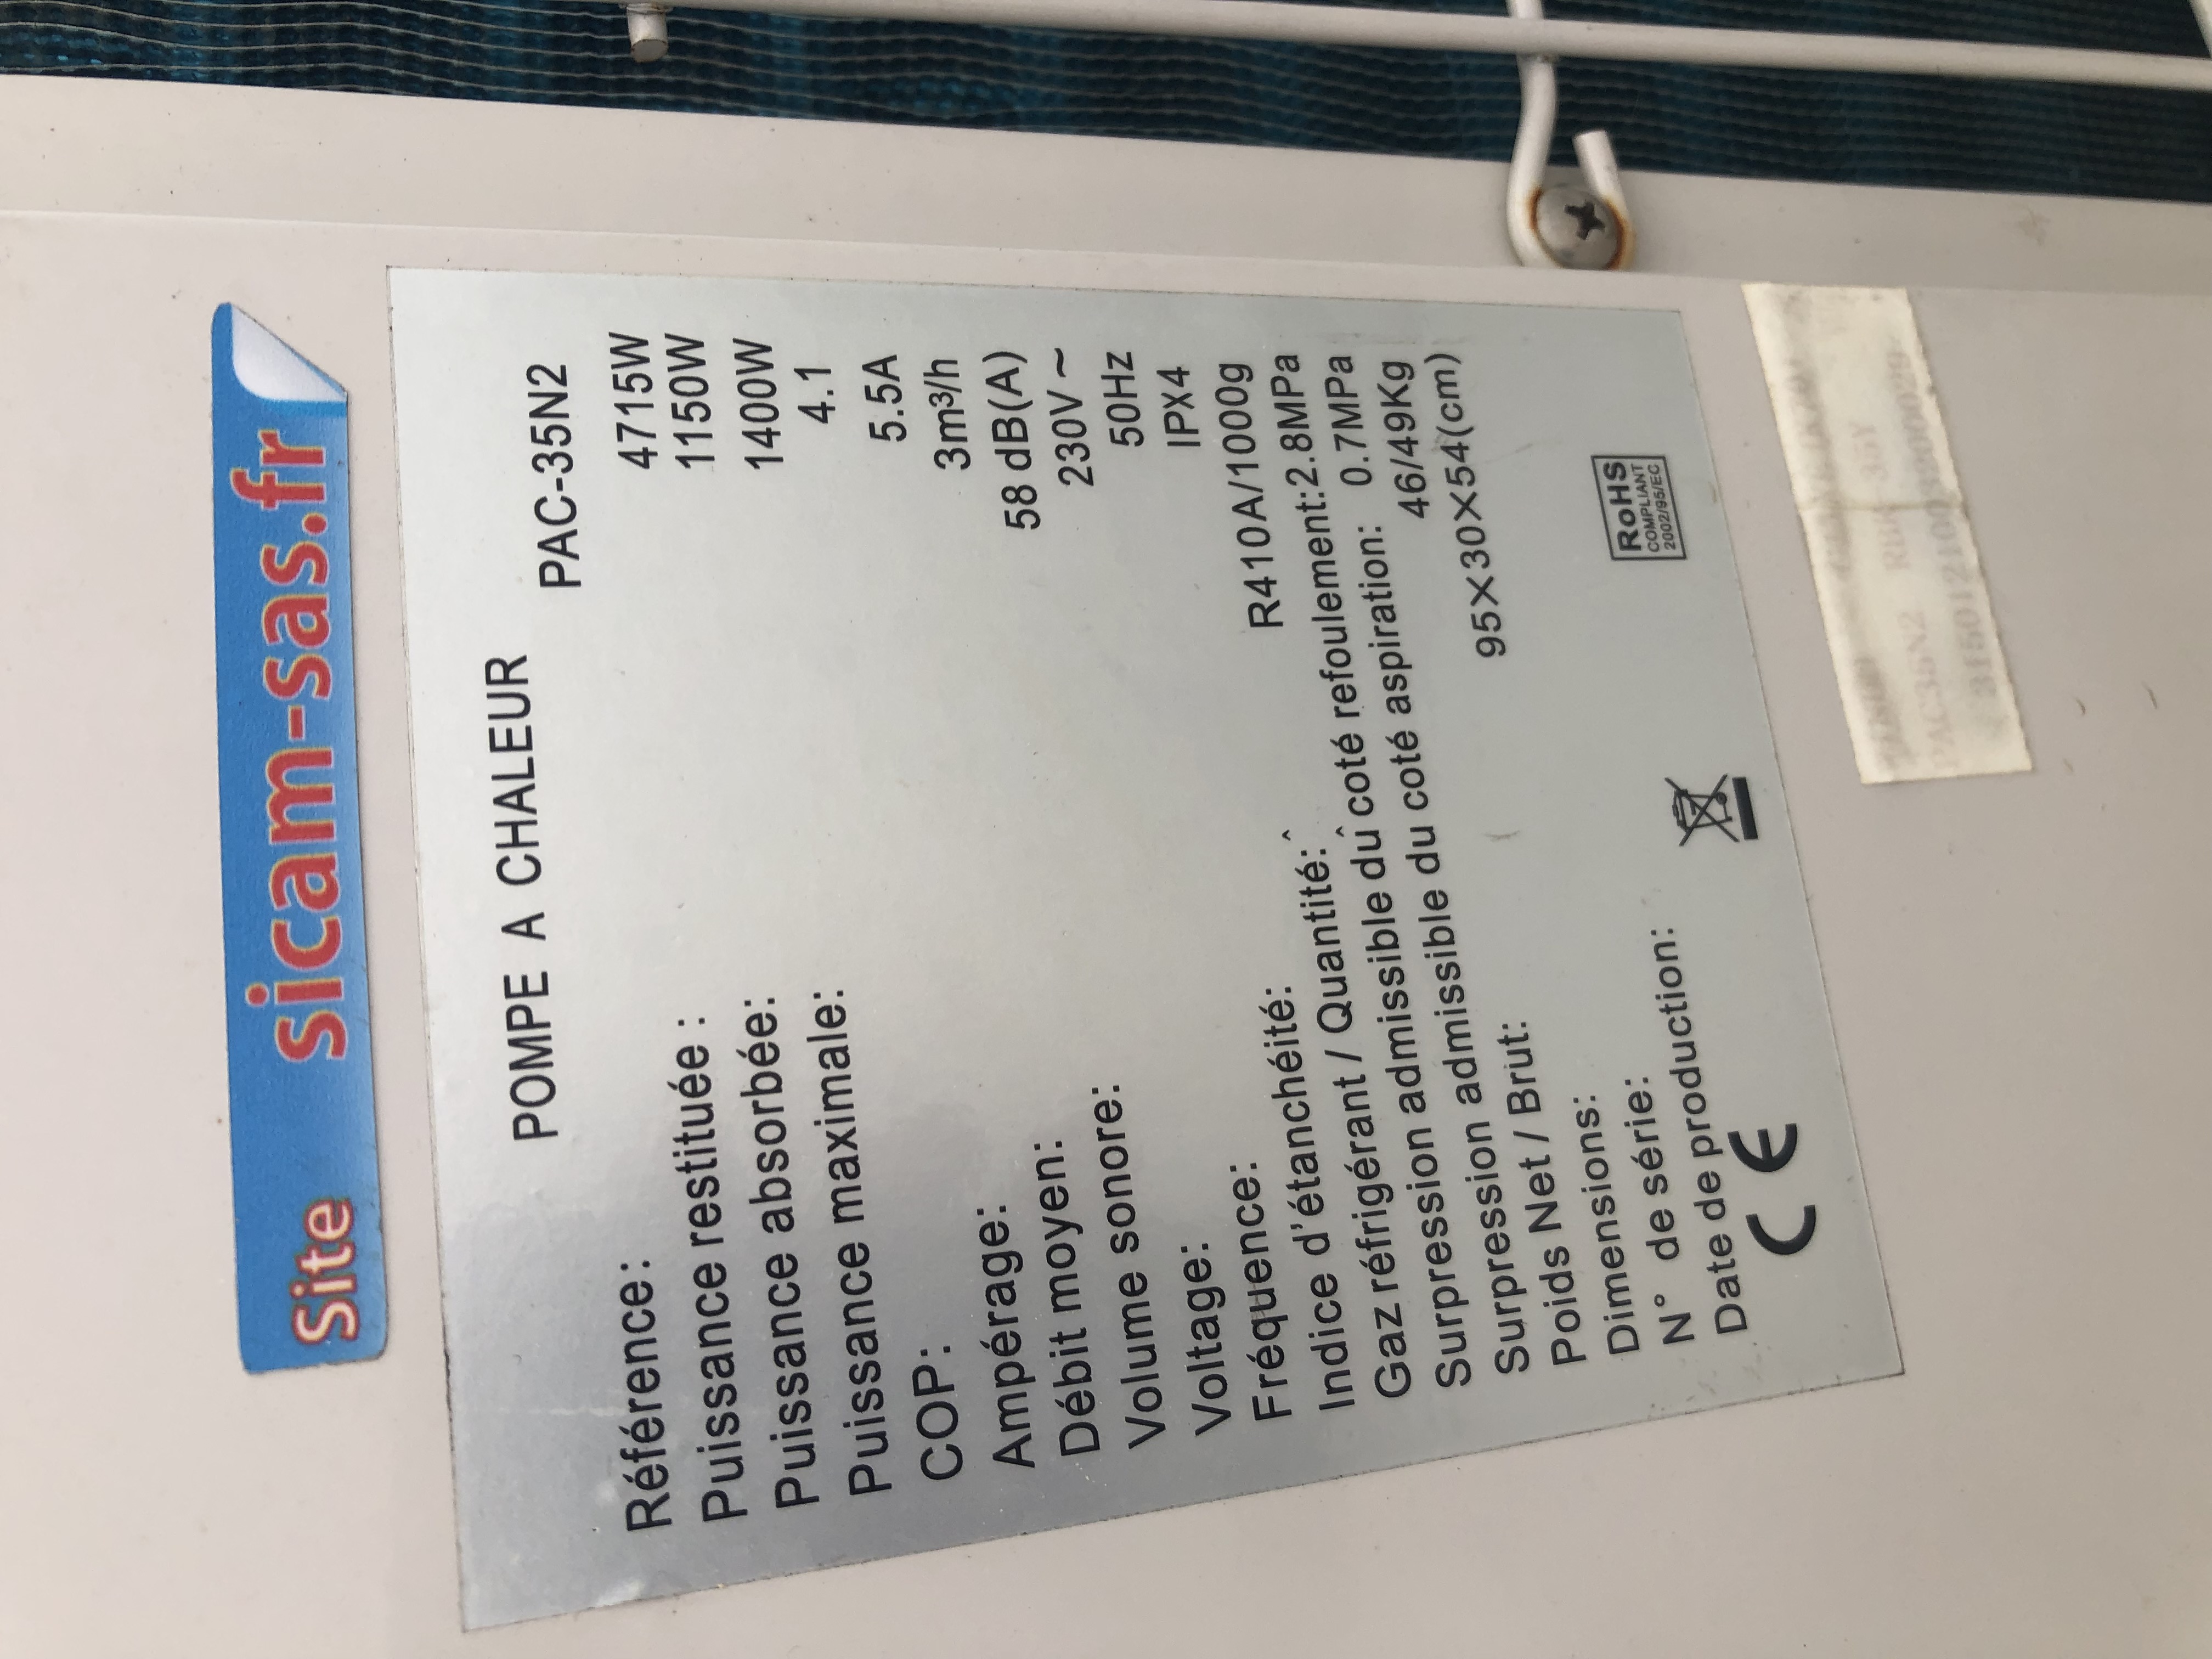 Site sicam-sas.fr
POMPE A CHALEUR
Référence: PAC-35N2
Puissance restituée : 4715W
Puissance absorbée: 1150W
Puissance maximale: 1400W
COP: 4.1
Ampérage: 5.5A
Débit moyen: 3m³/h
Volume sonore: 58 dB(A)
Voltage: 230V ~
Fréquence: 50Hz
Indice d'étanchéité: IPX4
Gaz réfrigérant / Quantité: R410A/1000g
Surpression admissible du coté refoulement:2.8MPa
Surpression admissible du coté aspiration: 0.7MPa
Poids Net / Brut: 46/49Kg
Dimensions: 95X30X54(cm)
N° de série:
Date de production:
CE
RoHS
COMPLIANT
2002/95/EC
PAC35N2